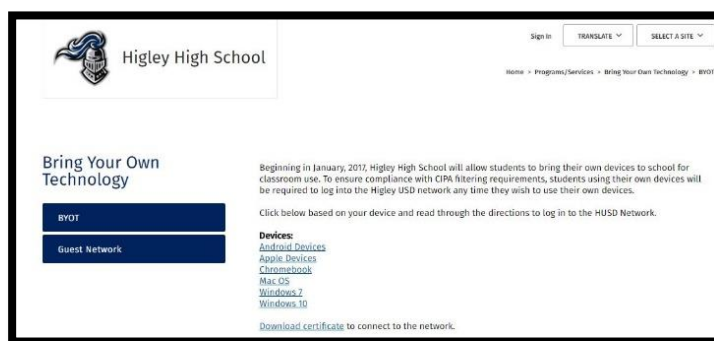 Higley High School
Sign In
TRANSLATE
SELECT A SITE
Home > Programs/Services > Bring Your Own Technology > BYOT
Bring Your Own
Technology
BYOT
Guest Network
Beginning in January, 2017, Higley High School will allow students to bring their own devices to school for
classroom use. To ensure compliance with CIPA filtering requirements, students using their own devices will
be required to log into the Higley USD network any time they wish to use their own devices.
Click below based on your device and read through the directions to log in to the HUSD Network.
Devices:
Android Devices
Apple Devices
Chromebook
Mac OS
Windows 7
Windows 10
Download certificate to connect to the network.